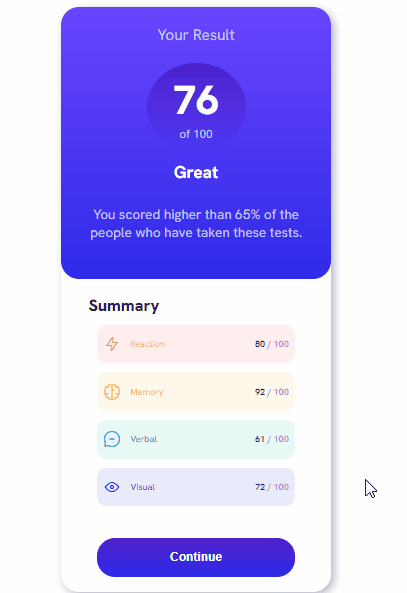 Your Result
76
of 100
Great
You scored higher than 65% of the
people who have taken these tests.
Summary
Reaction 80 / 100
Memory 92 / 100
Verbal 61 / 100
Visual 72 / 100
Continue